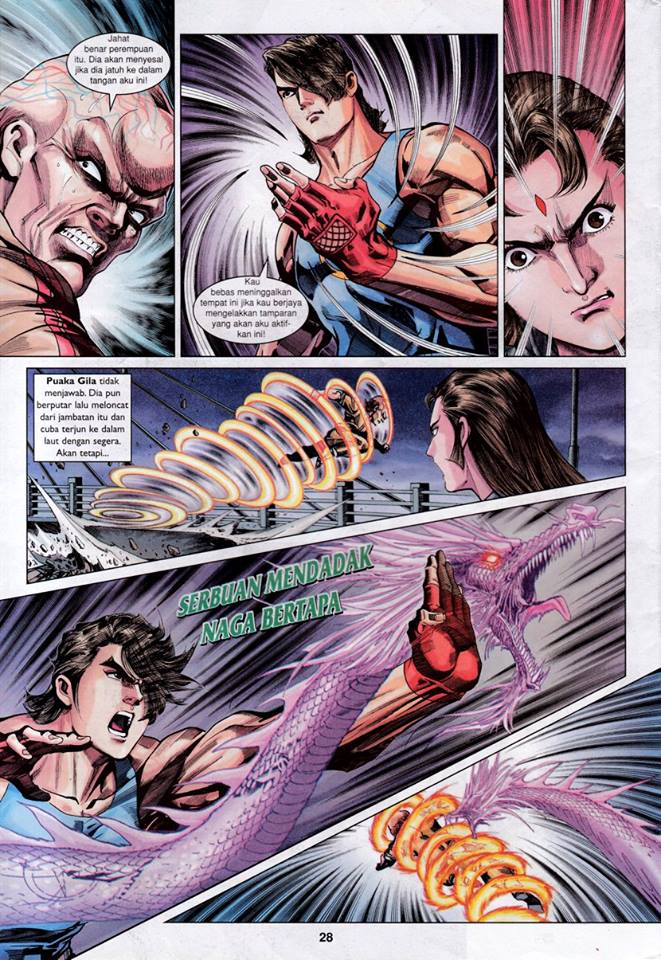 Jahat
benar perempuan
itu. Dia akan menyesal
jika dia jatuh ke dalam
tangan aku ini!
Kau
bebas meninggalkan
tempat ini jika kau berjaya
mengelakkan tamparan
yang akan aku aktif-
kan ini!
Puaka Gila tidak
menjawab. Dia pun
berputar lalu meloncat
dari jambatan itu dan
cuba terjun ke dalam
laut dengan segera.
Akan tetapi...
SERBUAN MENDADAK
NAGA BERTAPA
28